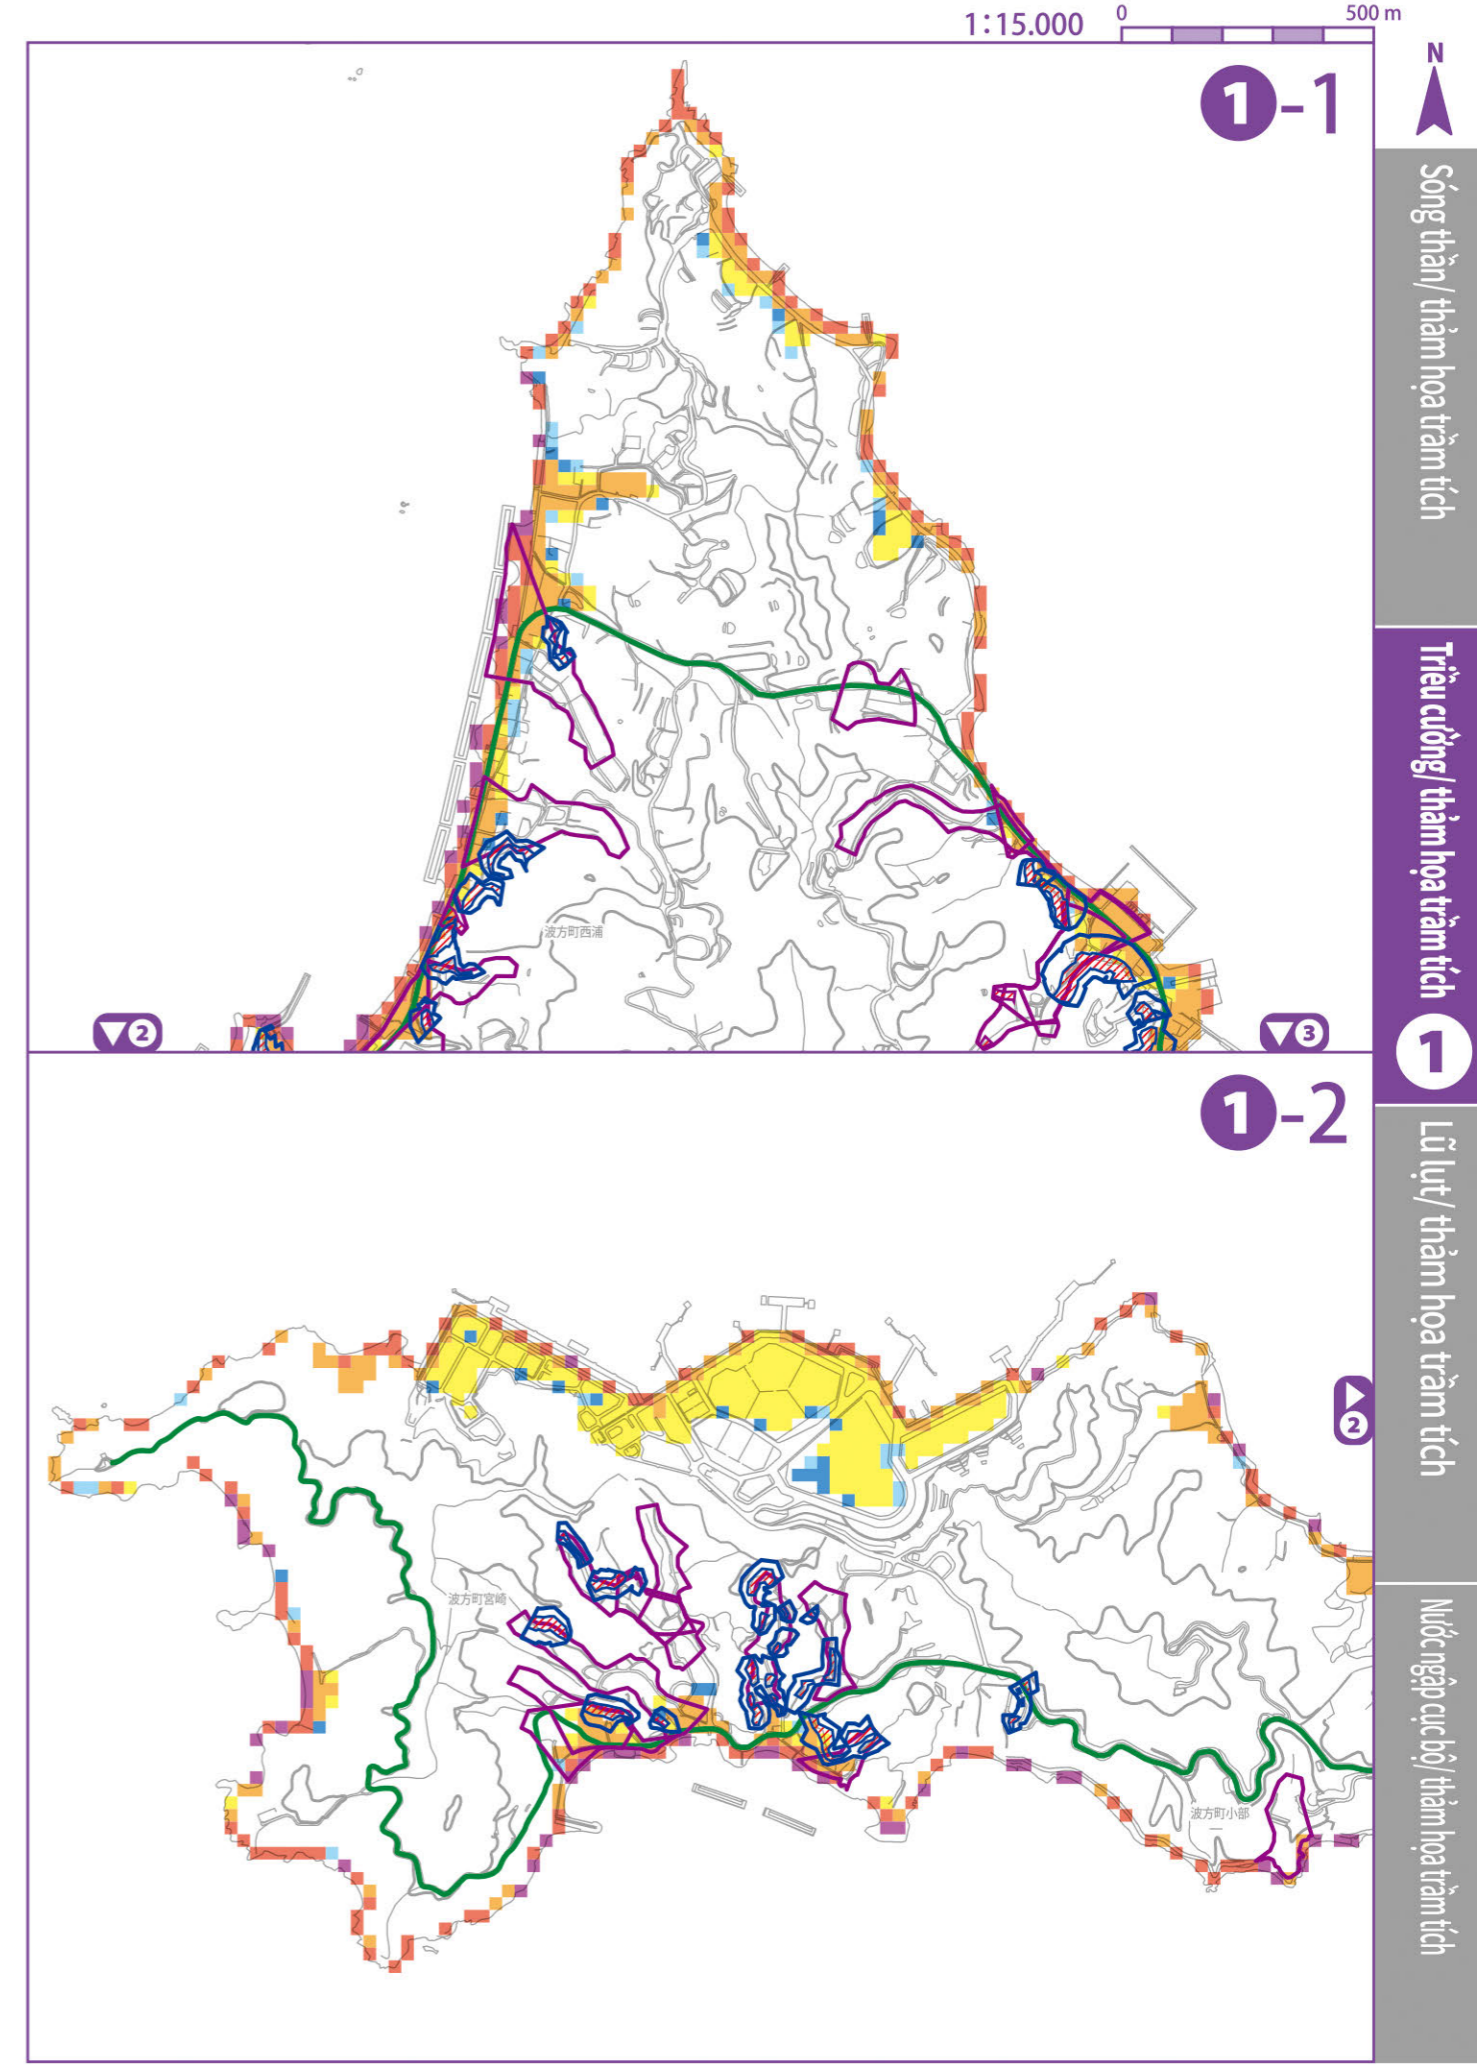 1:15.000
0
500 m
N
1-1
波方町西浦
▼2
▼3
1-2
▶
2
波方町宮崎
波方町小部
Sóng thần/ thảm họa trầm tích
Triều cường/ thảm họa trầm tích
1
Lũ lụt/ thảm họa trầm tích
Nước ngập cục bộ/ thảm họa trầm tích